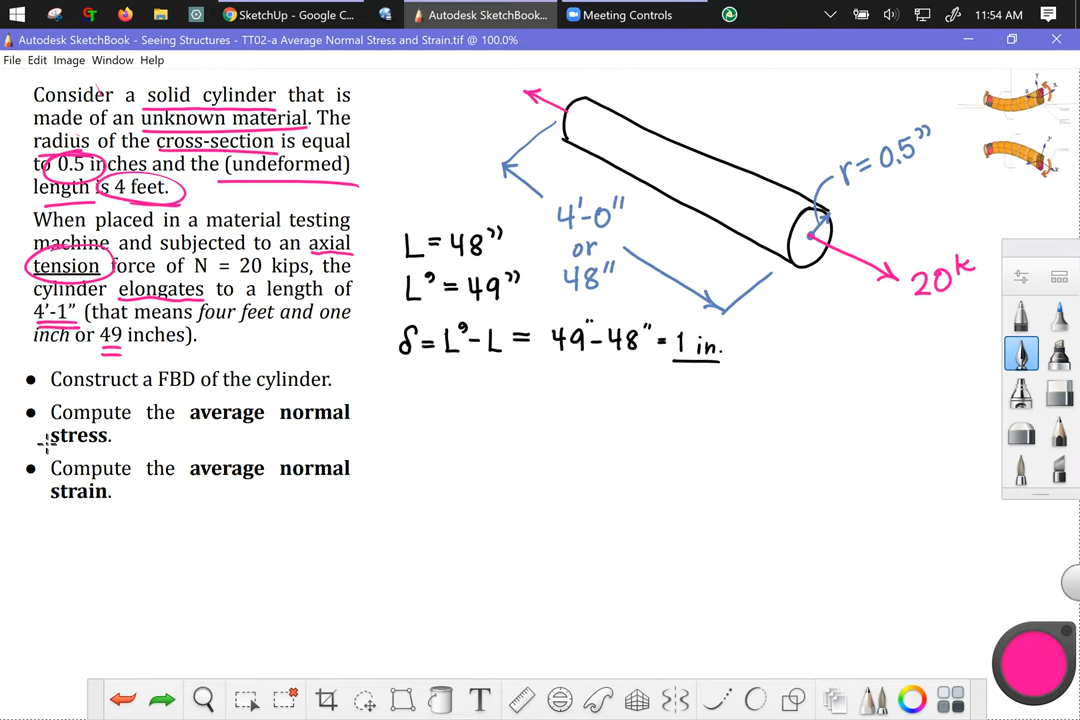 SketchUp - Google C...
Autodesk SketchBook...
Meeting Controls
11:54 AM
Autodesk SketchBook - Seeing Structures - TT02-a Average Normal Stress and Strain.tif @ 100.0%
File Edit Image Window Help
Consider a solid cylinder that is
made of an unknown material. The
radius of the cross-section is equal
to 0.5 inches and the (undeformed)
length is 4 feet.
When placed in a material testing
machine and subjected to an axial
tension force of N = 20 kips, the
cylinder elongates to a length of
4'-1" (that means four feet and one
inch or 49 inches).
• Construct a FBD of the cylinder.
• Compute the average normal
stress.
• Compute the average normal
strain.
r = 0.5"
4'-0"
or
48"
20k
L = 48"
L' = 49"
δ = L' - L = 49" - 48" = 1 in.